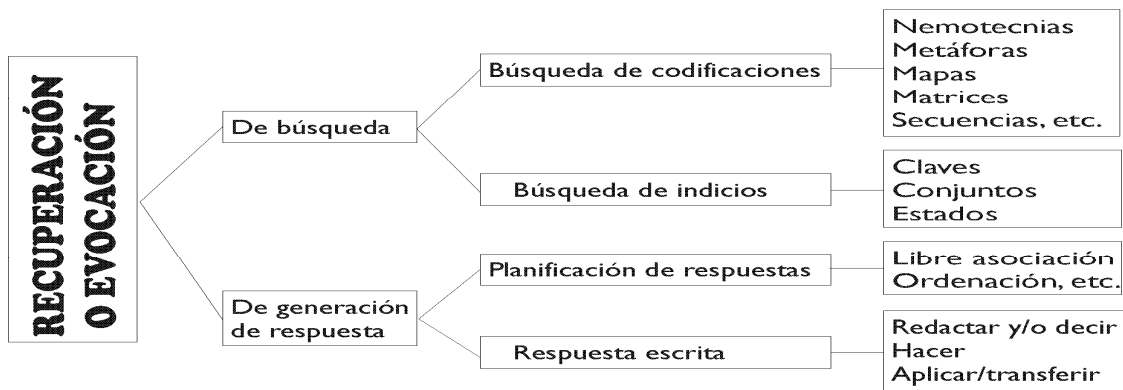 RECUPERACIÓN
O EVOCACIÓN
De búsqueda
Búsqueda de codificaciones
Nemotecnias
Metáforas
Mapas
Matrices
Secuencias, etc.
Búsqueda de indicios
Claves
Conjuntos
Estados
De generación
de respuesta
Planificación de respuestas
Libre asociación
Ordenación, etc.
Respuesta escrita
Redactar y/o decir
Hacer
Aplicar/transferir